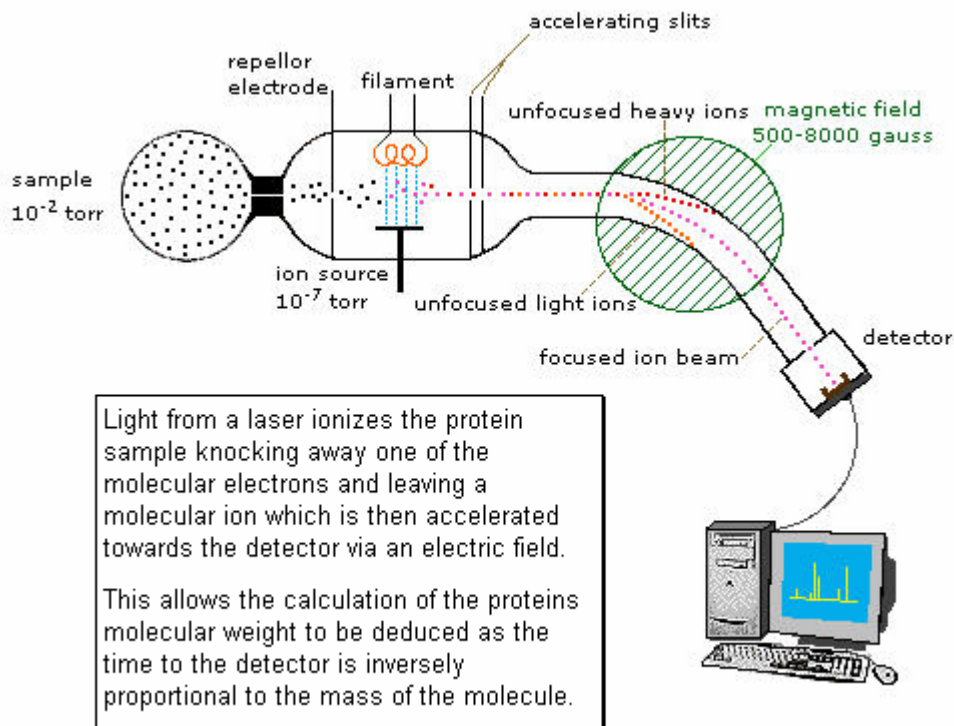 accelerating slits
repellor
electrode
filament
unfocused heavy ions
magnetic field
500-8000 gauss
sample
10⁻² torr
ion source
10⁻⁷ torr
unfocused light ions
detector
focused ion beam
Light from a laser ionizes the protein
sample knocking away one of the
molecular electrons and leaving a
molecular ion which is then accelerated
towards the detector via an electric field.
This allows the calculation of the proteins
molecular weight to be deduced as the
time to the detector is inversely
proportional to the mass of the molecule.